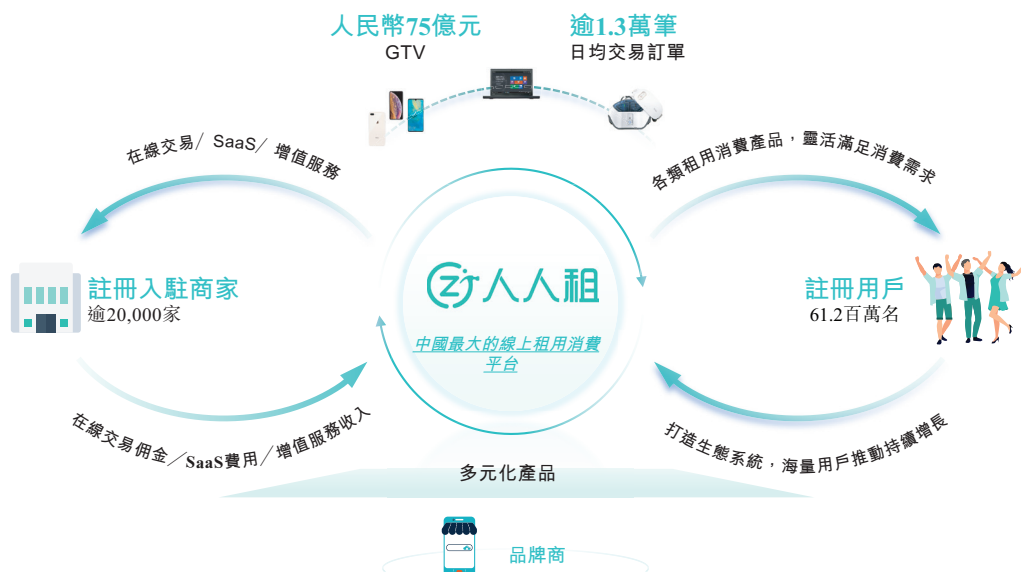 人民幣75億元
GTV
逾1.3萬筆
日均交易訂單
在線交易/ SaaS/ 增值服務
各類租用消費產品，靈活滿足消費需求
人人租
中國最大的線上租用消費
平台
註冊入駐商家
逾20,000家
註冊用戶
61.2百萬名
在線交易佣金/SaaS費用/增值服務收入
打造生態系統，海量用戶推動持續增長
多元化產品
品牌商